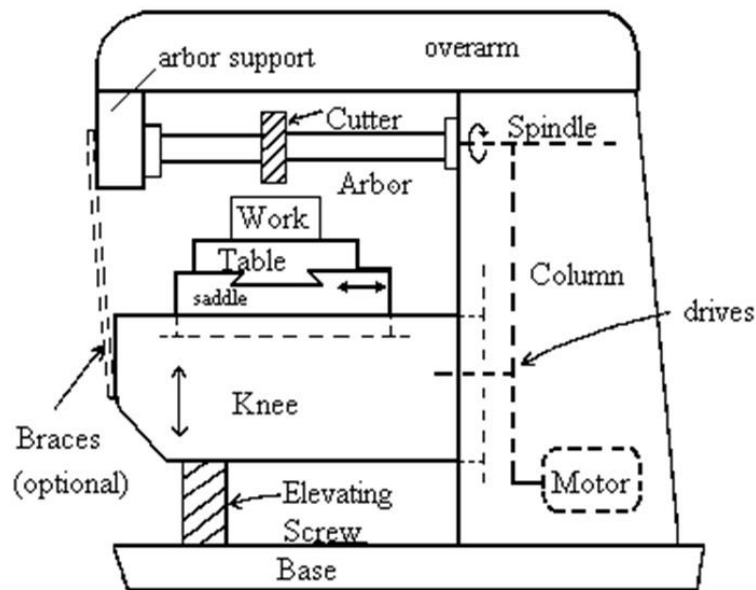 overarm
arbor support
Cutter
Spindle
Arbor
Work
Table
Column
saddle
drives
Knee
Braces
(optional)
Motor
Elevating
Screw
Base